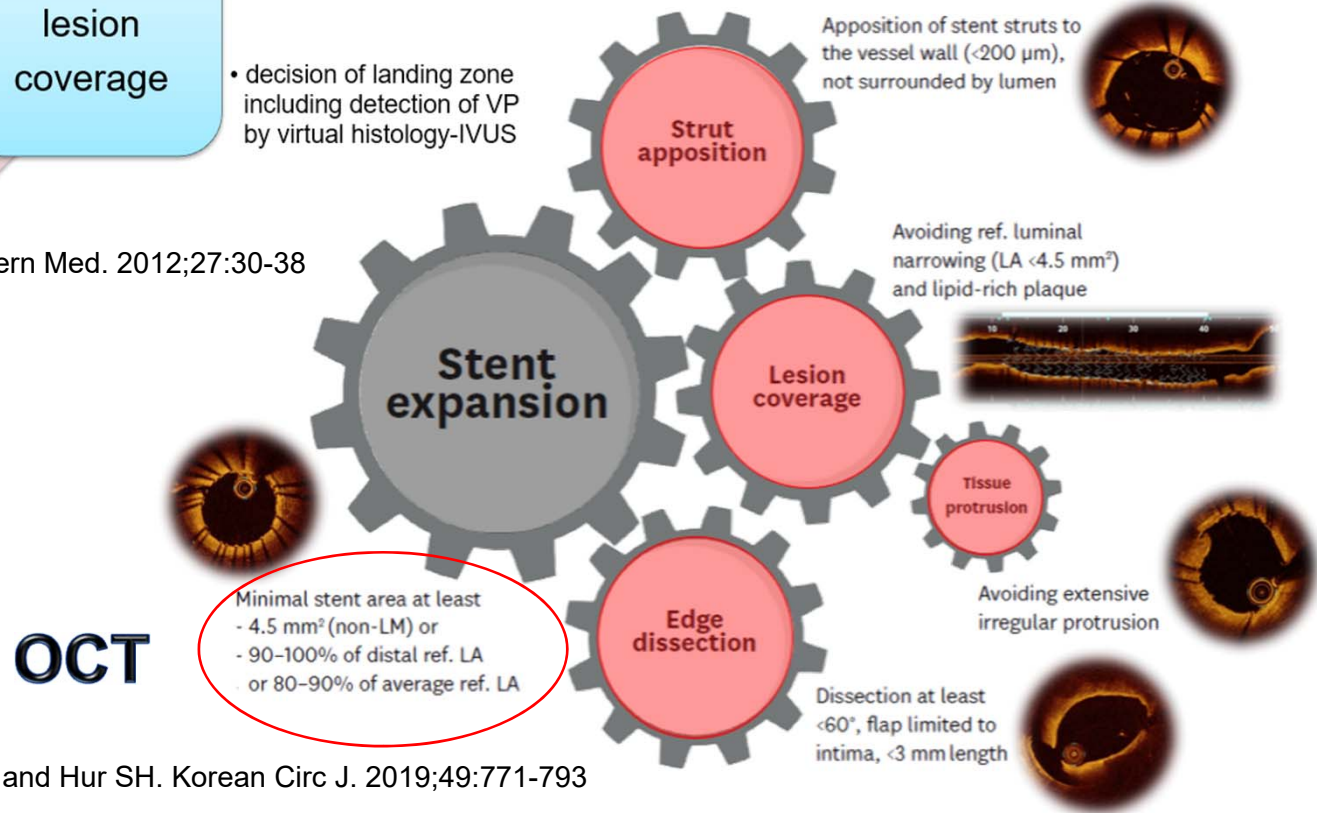 lesion
coverage
• decision of landing zone
including detection of VP
by virtual histology-IVUS
ern Med. 2012;27:30-38
Strut
apposition
Apposition of stent struts to
the vessel wall (<200 µm),
not surrounded by lumen
Stent
expansion
Lesion
coverage
Avoiding ref. luminal
narrowing (LA <4.5 mm²)
and lipid-rich plaque
10 20 30 40
Tissue
protrusion
Avoiding extensive
irregular protrusion
OCT
Minimal stent area at least
- 4.5 mm² (non-LM) or
- 90–100% of distal ref. LA
or 80–90% of average ref. LA
Edge
dissection
Dissection at least
<60°, flap limited to
intima, <3 mm length
and Hur SH. Korean Circ J. 2019;49:771-793